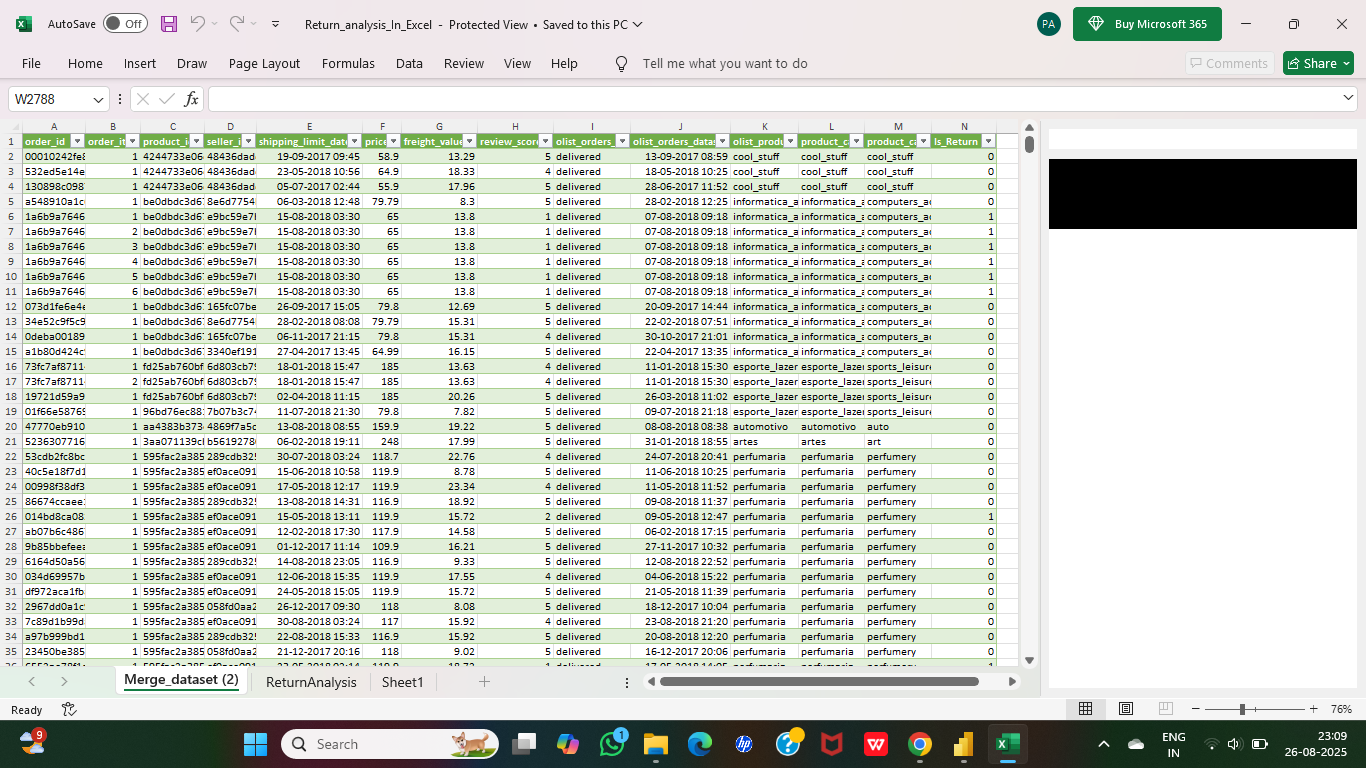 AutoSave Off Return_analysis_In_Excel - Protected View • Saved to this PC PA Buy Microsoft 365
File Home Insert Draw Page Layout Formulas Data Review View Help Tell me what you want to do Comments Share
W2788 fx
A B C D E F G H I J K L M N
1 order_id order_it product_i seller_i shipping_limit_date price freight_value review_score olist_orders_ olist_orders_datas olist_produ product_c product_ca Is_Return
2 00010242fe8 1 4244733e06 48436dad 19-09-2017 09:45 58.9 13.29 5 delivered 13-09-2017 08:59 cool_stuff cool_stuff cool_stuff 0
3 532ed5e14e 1 4244733e06 48436dad 23-05-2018 10:56 64.9 18.33 4 delivered 18-05-2018 10:25 cool_stuff cool_stuff cool_stuff 0
4 130898c098 1 4244733e06 48436dad 05-07-2017 02:44 55.9 17.96 5 delivered 28-06-2017 11:52 cool_stuff cool_stuff cool_stuff 0
5 a548910a1c 1 be0dbdc3d6 8e6d7754 06-03-2018 12:48 79.79 8.3 5 delivered 28-02-2018 12:25 informatica_a informatica_a computers_ac 0
6 1a6b9a7646 1 be0dbdc3d6 e9bc59e7 15-08-2018 03:30 65 13.8 1 delivered 07-08-2018 09:18 informatica_a informatica_a computers_ac 1
7 1a6b9a7646 2 be0dbdc3d6 e9bc59e7 15-08-2018 03:30 65 13.8 1 delivered 07-08-2018 09:18 informatica_a informatica_a computers_ac 1
8 1a6b9a7646 3 be0dbdc3d6 e9bc59e7 15-08-2018 03:30 65 13.8 1 delivered 07-08-2018 09:18 informatica_a informatica_a computers_ac 1
9 1a6b9a7646 4 be0dbdc3d6 e9bc59e7 15-08-2018 03:30 65 13.8 1 delivered 07-08-2018 09:18 informatica_a informatica_a computers_ac 1
10 1a6b9a7646 5 be0dbdc3d6 e9bc59e7 15-08-2018 03:30 65 13.8 1 delivered 07-08-2018 09:18 informatica_a informatica_a computers_ac 1
11 1a6b9a7646 6 be0dbdc3d6 e9bc59e7 15-08-2018 03:30 65 13.8 1 delivered 07-08-2018 09:18 informatica_a informatica_a computers_ac 1
12 073d1fe6e4e 1 be0dbdc3d6 165fc07be 26-09-2017 15:05 79.8 12.69 5 delivered 20-09-2017 14:44 informatica_a informatica_a computers_ac 0
13 34e52c9f5c9 1 be0dbdc3d6 8e6d7754 28-02-2018 08:08 79.79 15.31 5 delivered 22-02-2018 07:51 informatica_a informatica_a computers_ac 0
14 0deba00189 1 be0dbdc3d6 165fc07be 06-11-2017 21:15 79.8 15.31 4 delivered 30-10-2017 21:01 informatica_a informatica_a computers_ac 0
15 a1b80d424c 1 be0dbdc3d6 3340ef191 27-04-2018 13:45 64.99 16.15 5 delivered 22-04-2018 13:35 informatica_a informatica_a computers_ac 0
16 73fc7af8711 1 fd25ab760bf 6d803cb79 18-01-2018 15:47 185 13.63 4 delivered 11-01-2018 15:30 esporte_lazer esporte_lazer sports_leisure 0
17 73fc7af8711 2 fd25ab760bf 6d803cb79 18-01-2018 15:47 185 13.63 4 delivered 11-01-2018 15:30 esporte_lazer esporte_lazer sports_leisure 0
18 19721d59a9 1 fd25ab760bf 6d803cb79 02-04-2018 11:15 185 20.26 5 delivered 26-03-2018 11:02 esporte_lazer esporte_lazer sports_leisure 0
19 01f66e58769 1 96bd76ec88 7b07b3c74 11-07-2018 21:30 79.8 7.82 5 delivered 09-07-2018 21:18 esporte_lazer esporte_lazer sports_leisure 0
20 47770eb910 1 aa4383b373 4869f7a5c 13-08-2018 08:55 159.9 19.22 5 delivered 08-08-2018 08:38 automotivo automotivo auto 0
21 5236307716 1 3aa071139c b5619278 06-02-2018 19:11 248 17.99 5 delivered 31-01-2018 18:55 artes artes art 0
22 53cdb2fc8bc 1 595fac2a385 289cdb325 30-07-2018 03:24 118.7 22.76 4 delivered 24-07-2018 20:41 perfumaria perfumaria perfumery 0
23 40c5e18f7d1 1 595fac2a385 ef0ace091 15-06-2018 10:58 119.9 8.78 5 delivered 11-06-2018 10:25 perfumaria perfumaria perfumery 0
24 00998f38df3 1 595fac2a385 ef0ace091 17-05-2018 12:17 119.9 23.34 4 delivered 11-05-2018 11:52 perfumaria perfumaria perfumery 0
25 86674ccaee 1 595fac2a385 289cdb325 13-08-2018 14:31 116.9 18.92 5 delivered 09-08-2018 11:37 perfumaria perfumaria perfumery 0
26 014bd8ca08 1 595fac2a385 ef0ace091 15-05-2018 13:11 119.9 15.72 2 delivered 09-05-2018 12:47 perfumaria perfumaria perfumery 1
27 ab07b6c486 1 595fac2a385 ef0ace091 12-02-2018 17:30 117.9 14.58 5 delivered 06-02-2018 17:15 perfumaria perfumaria perfumery 0
28 9b85bbefeea 1 595fac2a385 ef0ace091 01-12-2017 11:14 109.9 16.21 5 delivered 27-11-2017 10:32 perfumaria perfumaria perfumery 0
29 6164d50a56 1 595fac2a385 289cdb325 14-08-2018 23:05 116.9 9.33 5 delivered 12-08-2018 22:52 perfumaria perfumaria perfumery 0
30 034d69957b 1 595fac2a385 ef0ace091 12-06-2018 15:35 119.9 17.55 4 delivered 04-06-2018 15:22 perfumaria perfumaria perfumery 0
31 df972aca1fb 1 595fac2a385 ef0ace091 24-05-2018 15:05 119.9 15.72 5 delivered 21-05-2018 11:39 perfumaria perfumaria perfumery 0
32 2967dd0a1c 1 595fac2a385 058fd0aa2 26-12-2017 09:30 118 8.08 5 delivered 18-12-2017 10:04 perfumaria perfumaria perfumery 0
33 7c89d1b99d 1 595fac2a385 ef0ace091 30-08-2018 03:24 117 15.92 4 delivered 23-08-2018 21:20 perfumaria perfumaria perfumery 0
34 a97b999bd1 1 595fac2a385 289cdb325 22-08-2018 15:33 116.9 15.92 5 delivered 20-08-2018 12:20 perfumaria perfumaria perfumery 0
35 23450be385 1 595fac2a385 058fd0aa2 21-12-2017 20:16 118 9.02 5 delivered 16-12-2017 20:06 perfumaria perfumaria perfumery 0
Merge_dataset (2) ReturnAnalysis Sheet1
Ready 76%
9 Search 1 hp ENG 23:09
IN 26-08-2025